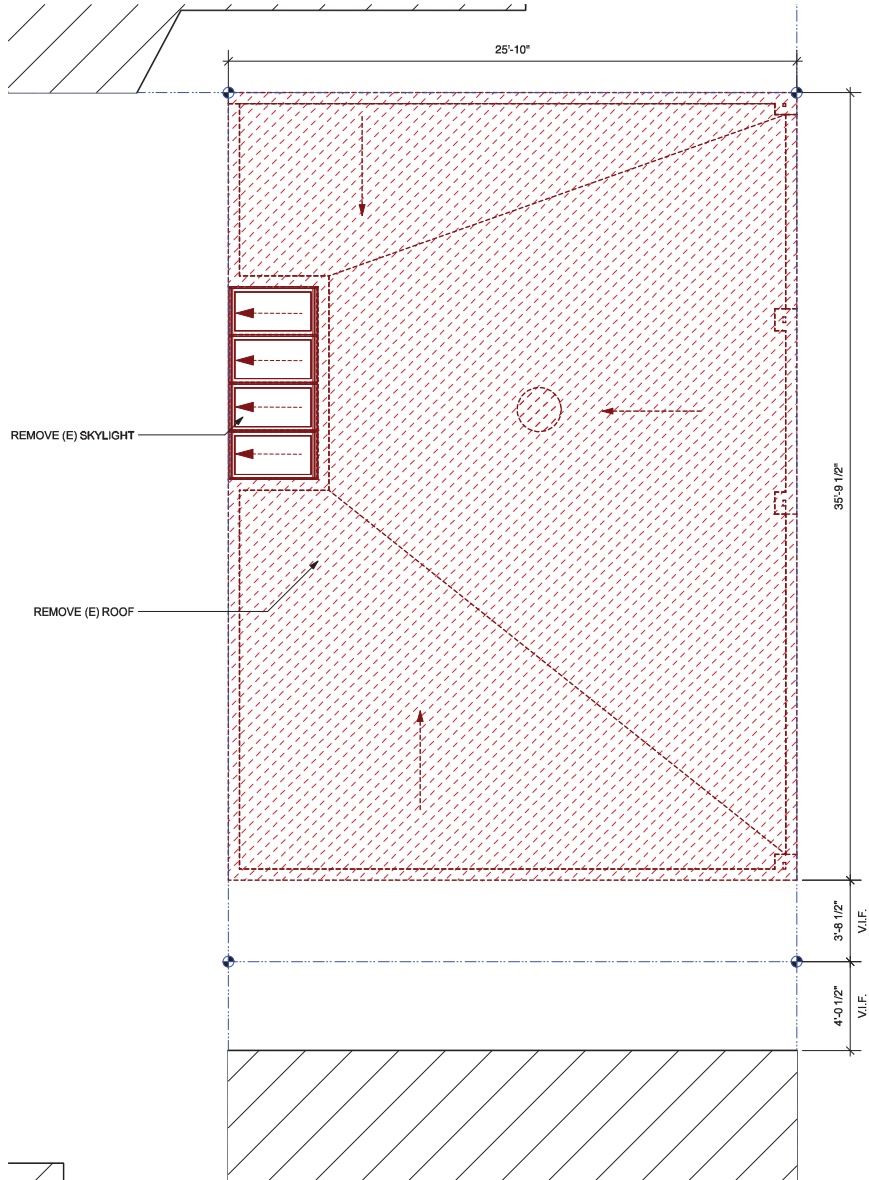 25'-10"
REMOVE (E) SKYLIGHT
35'-9 1/2"
REMOVE (E) ROOF
3'-8 1/2"
V.I.F.
4'-0 1/2"
V.I.F.